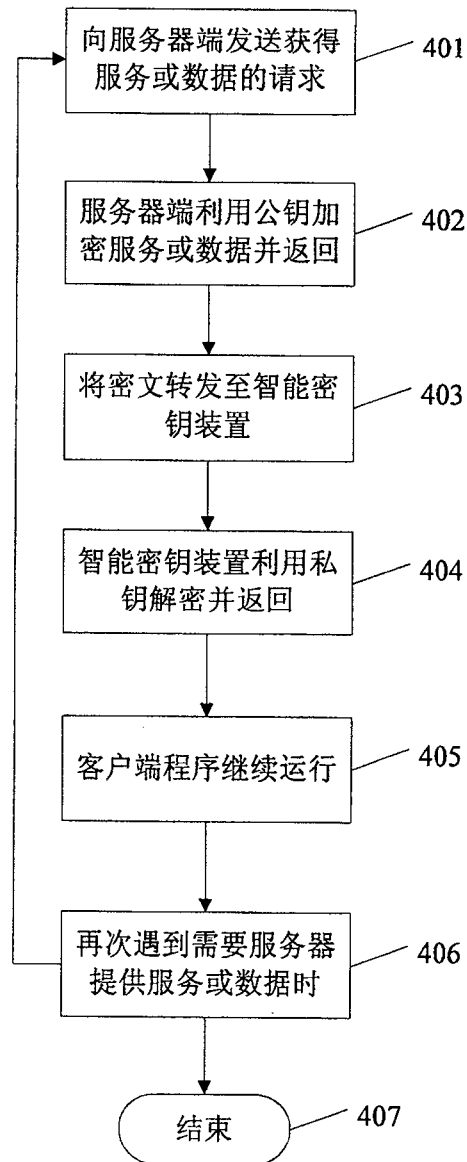 向服务器端发送获得
服务或数据的请求
401
服务器端利用公钥加
密服务或数据并返回
402
将密文转发至智能密
钥装置
403
智能密钥装置利用私
钥解密并返回
404
客户端程序继续运行
405
再次遇到需要服务器
提供服务或数据时
406
结束
407